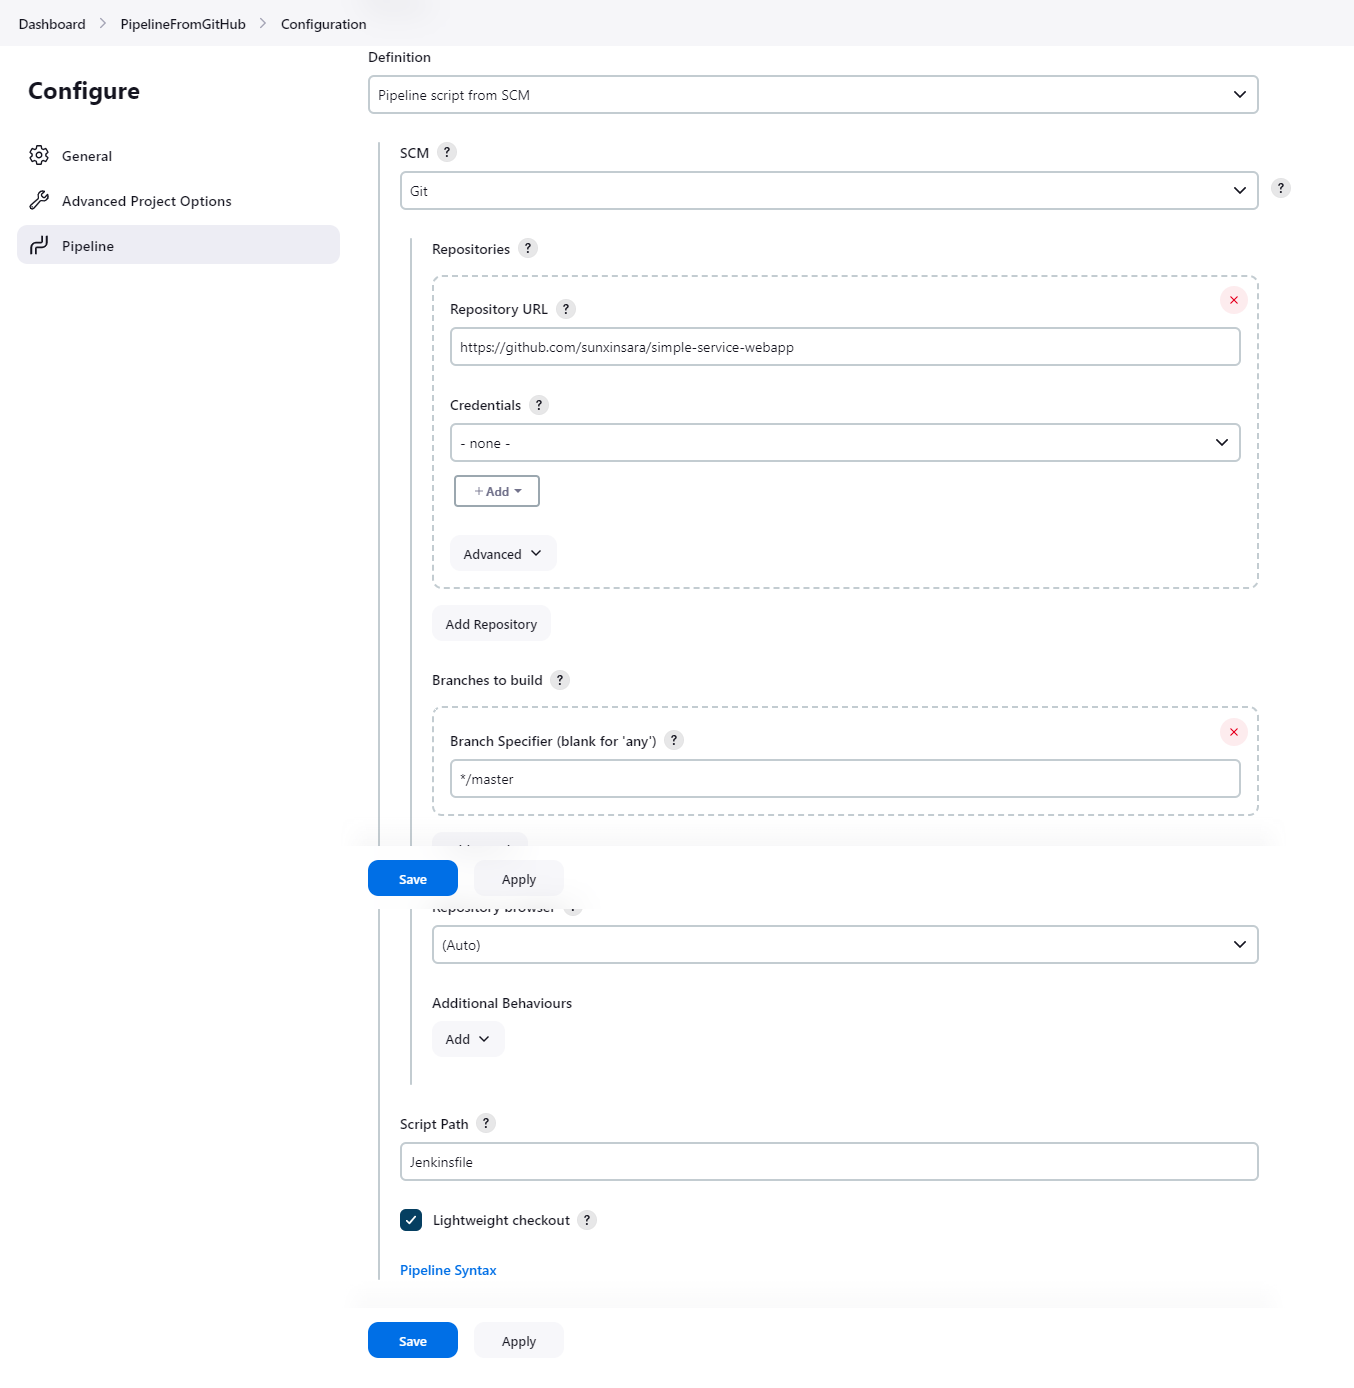 Dashboard > PipelineFromGitHub > Configuration
Configure
General
Advanced Project Options
Pipeline
Definition
Pipeline script from SCM
SCM ?
Git
?
Repositories ?
Repository URL ?
https://github.com/sunxinsara/simple-service-webapp
Credentials ?
- none -
+ Add
Advanced
Add Repository
Branches to build ?
Branch Specifier (blank for 'any') ?
*/master
Save
Apply
Repository browser ?
(Auto)
Additional Behaviours
Add
Script Path ?
Jenkinsfile
Lightweight checkout ?
Pipeline Syntax
Save
Apply